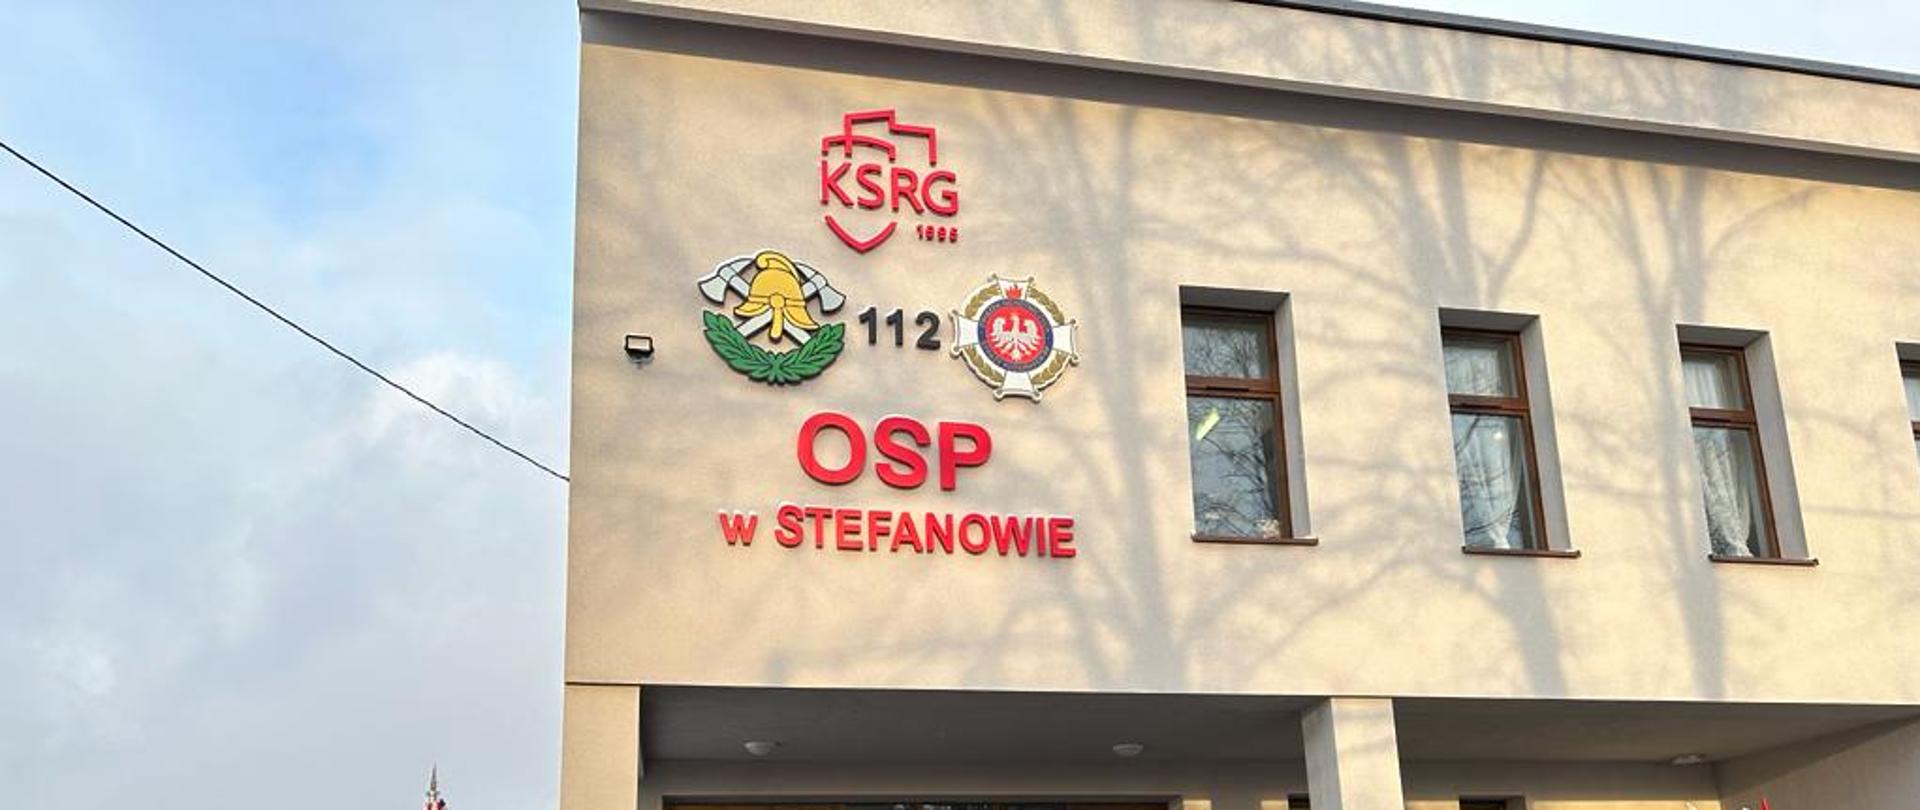 KSRG
1995
112
OSP
w STEFANOWIE